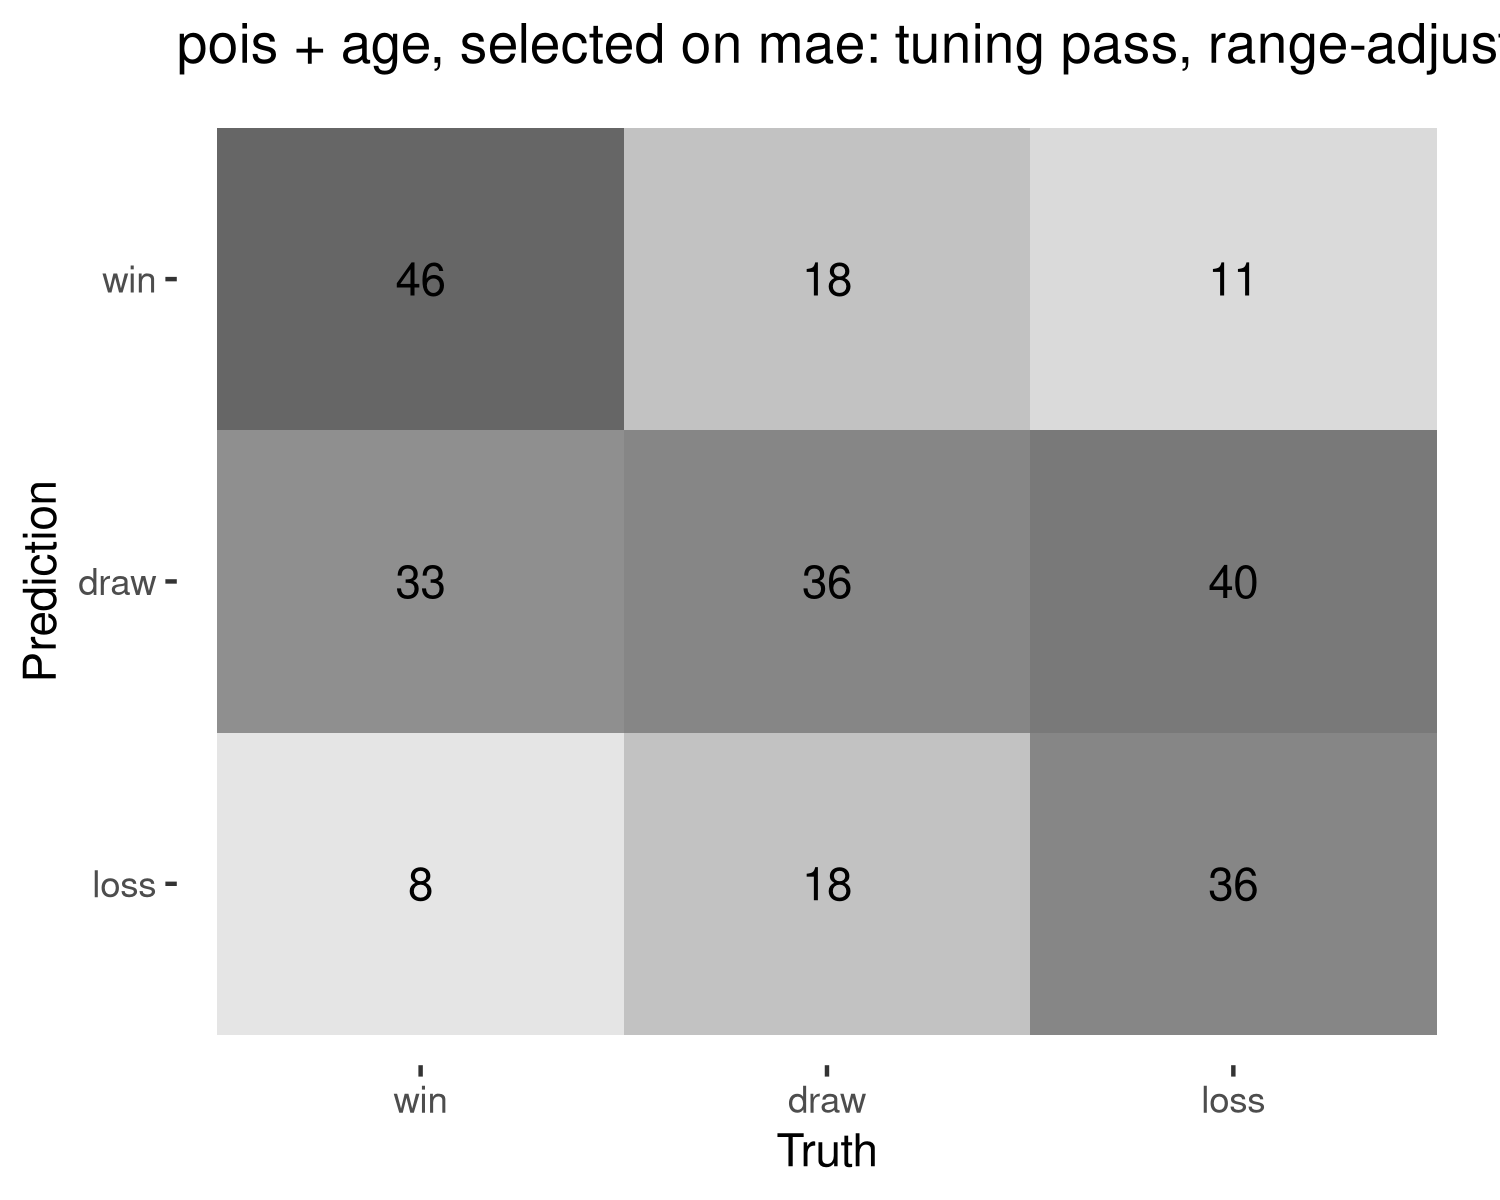 pois + age, selected on mae: tuning pass, range-adjus
Prediction
win
46
18
11
draw
33
36
40
loss
8
18
36
win
draw
loss
Truth